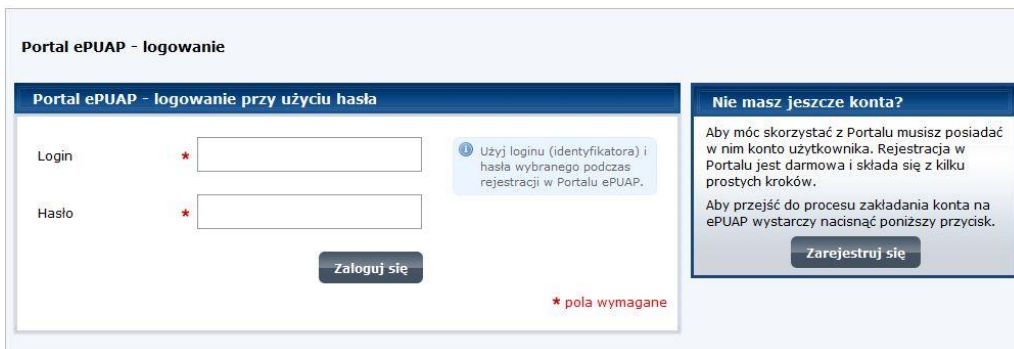 Portal ePUAP - logowanie
Portal ePUAP - logowanie przy użyciu hasła
Login *
Użyj loginu (identyfikatora) i
hasła wybranego podczas
rejestracji w Portalu ePUAP.
Hasło *
Zaloguj się
* pola wymagane
Nie masz jeszcze konta?
Aby móc skorzystać z Portalu musisz posiadać
w nim konto użytkownika. Rejestracja w
Portalu jest darmowa i składa się z kilku
prostych kroków.
Aby przejść do procesu zakładania konta na
ePUAP wystarczy nacisnąć poniższy przycisk.
Zarejestruj się